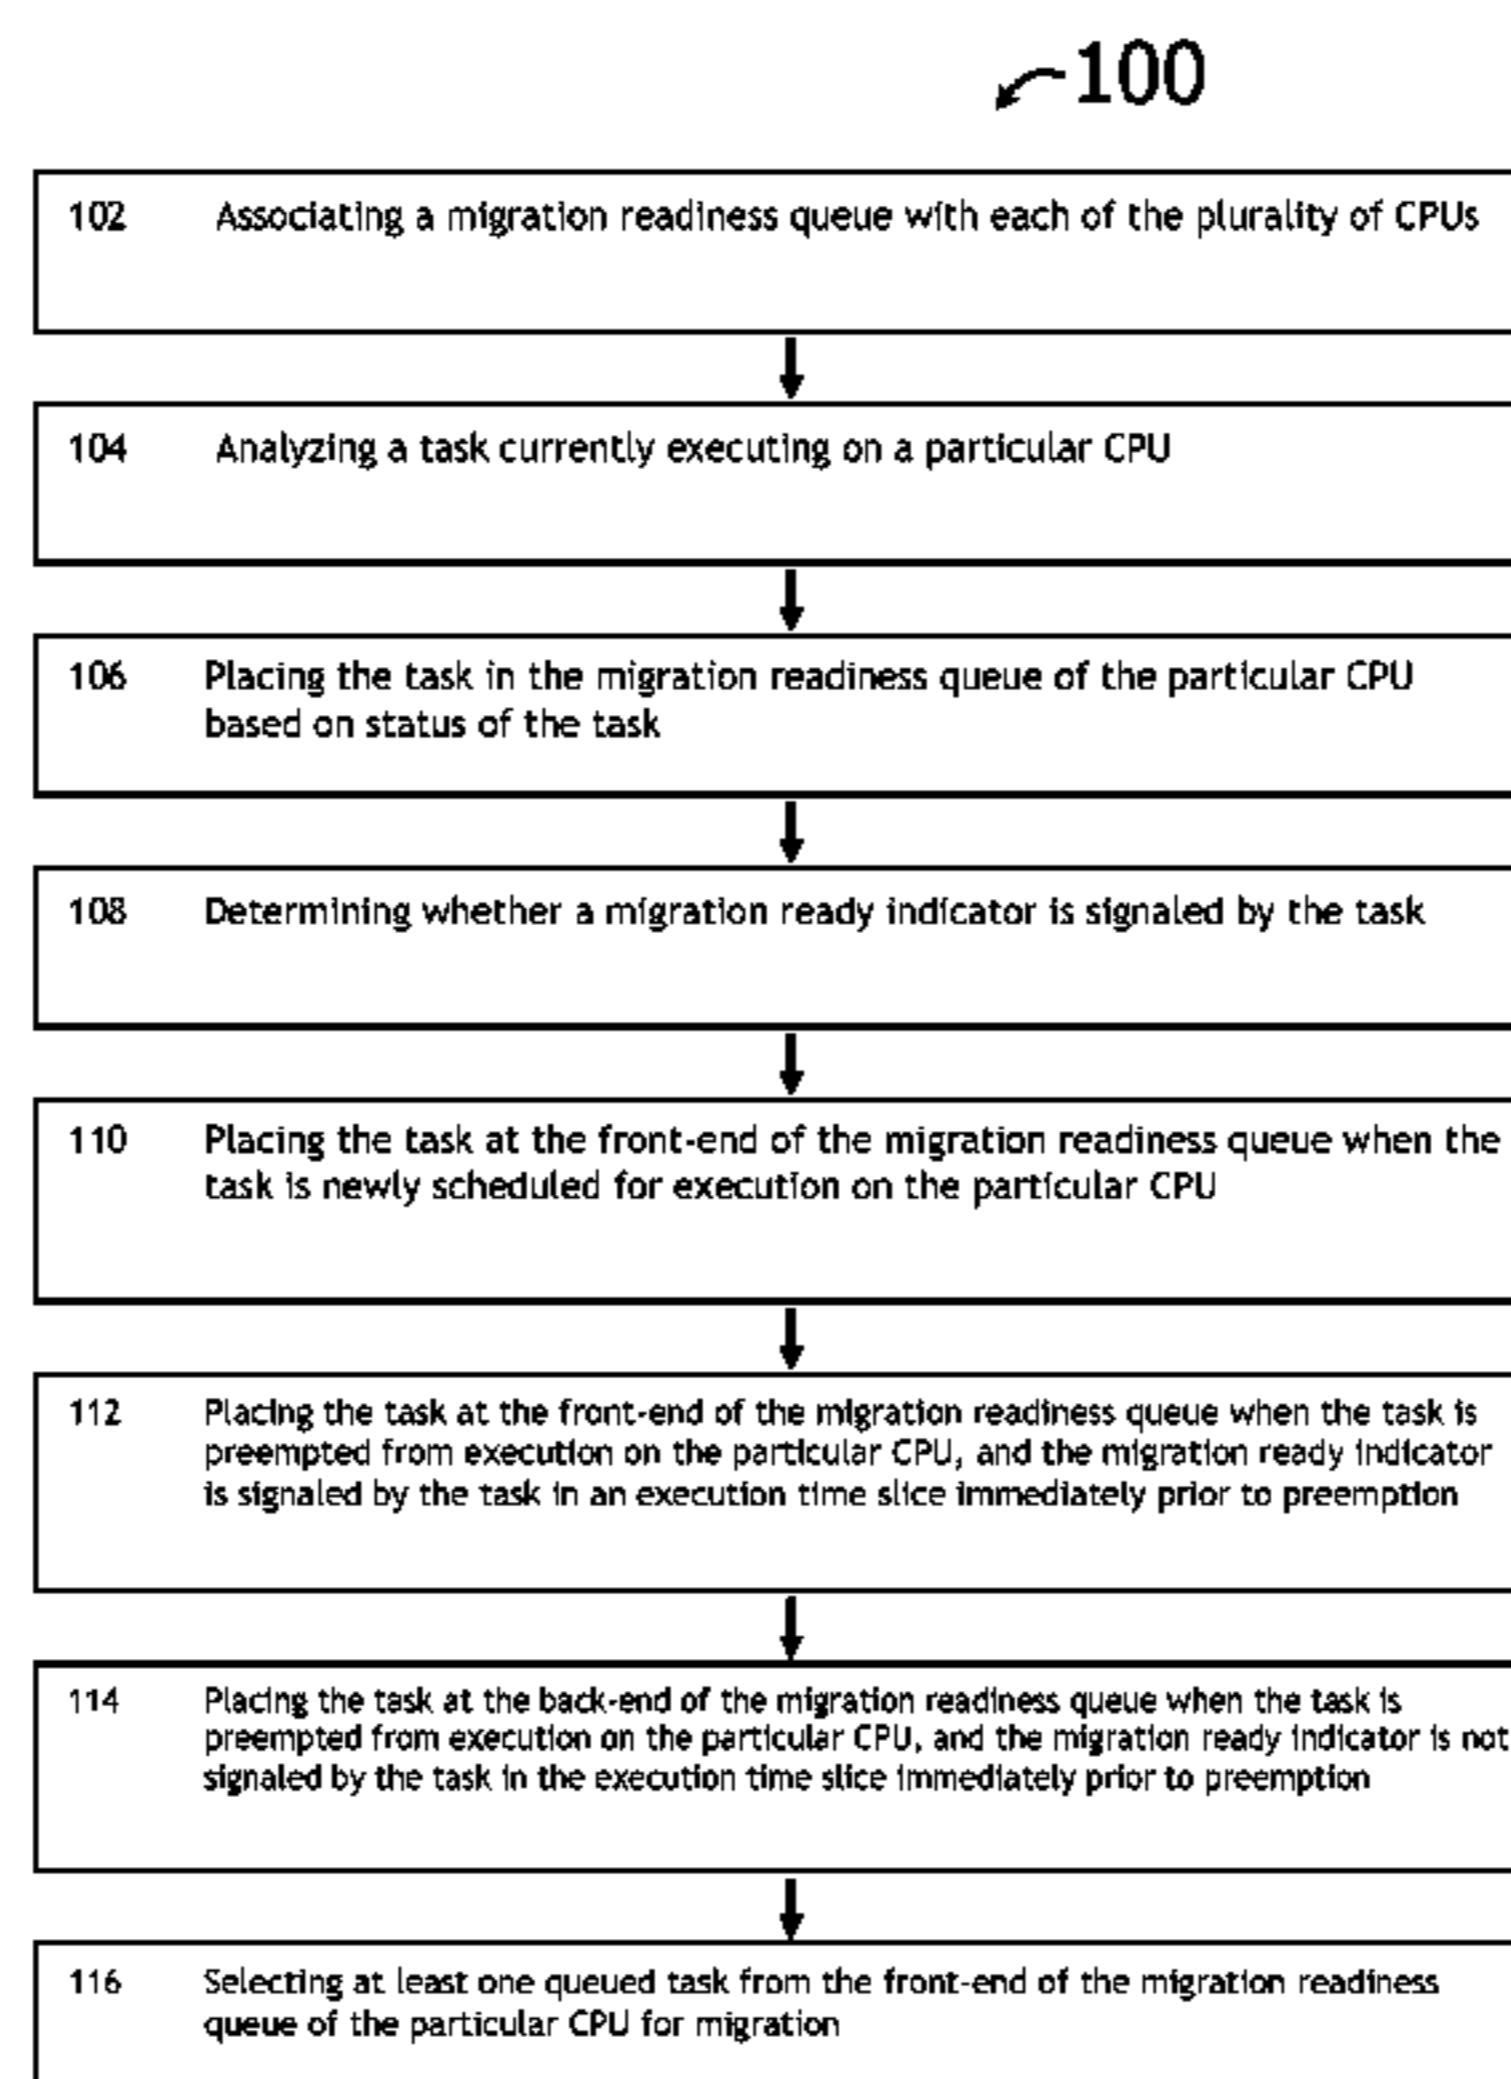 100
102 Associating a migration readiness queue with each of the plurality of CPUs
104 Analyzing a task currently executing on a particular CPU
106 Placing the task in the migration readiness queue of the particular CPU
based on status of the task
108 Determining whether a migration ready indicator is signaled by the task
110 Placing the task at the front-end of the migration readiness queue when the
task is newly scheduled for execution on the particular CPU
112 Placing the task at the front-end of the migration readiness queue when the task is
preempted from execution on the particular CPU, and the migration ready indicator
is signaled by the task in an execution time slice immediately prior to preemption
114 Placing the task at the back-end of the migration readiness queue when the task is
preempted from execution on the particular CPU, and the migration ready indicator is not
signaled by the task in the execution time slice immediately prior to preemption
116 Selecting at least one queued task from the front-end of the migration readiness
queue of the particular CPU for migration